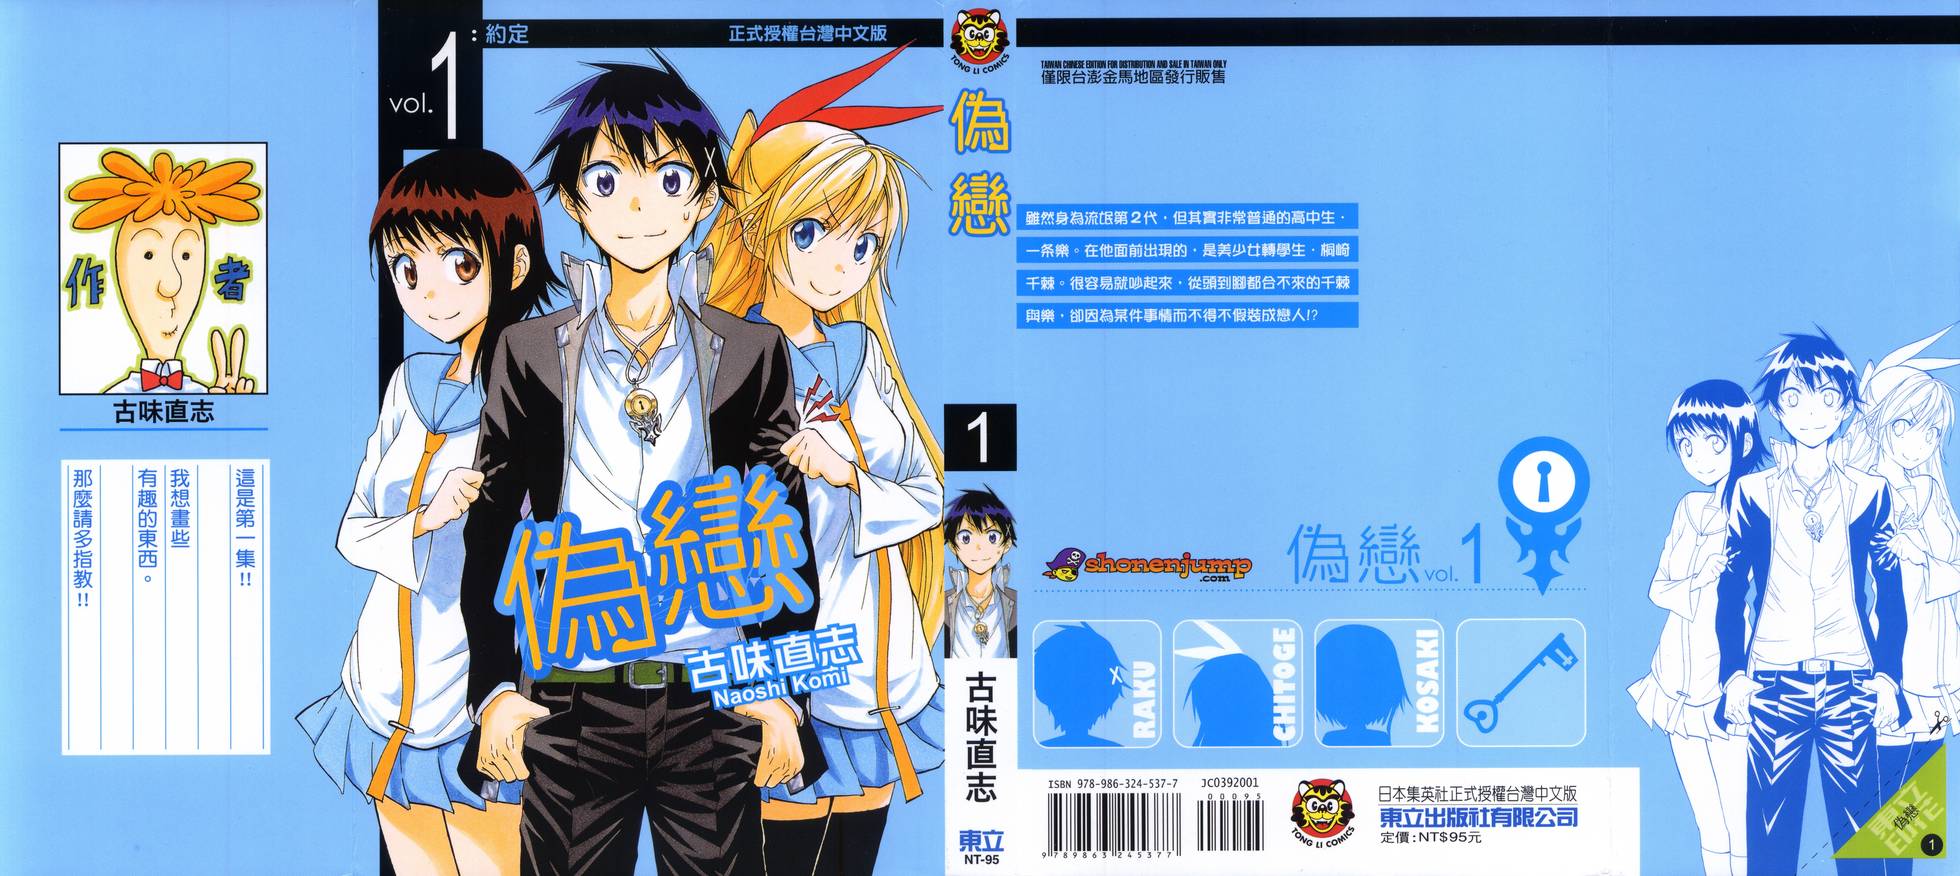 作者
古味直志
這是第一集!!
我想畫些
有趣的東西。
那麼請多指教!!
vol.1:約定
正式授權台灣中文版
偽戀
古味直志
Naoshi Komi
TONG LI COMICS
偽戀
1
古味直志
東立
NT-95
TAIWAN CHINESE EDITION FOR DISTRIBUTION AND SALE IN TAIWAN ONLY
僅限台澎金馬地區發行販售
雖然身為流氓第2代，但其實非常普通的高中生·
一条樂。在他面前出現的，是美少女轉學生·桐崎
千棘。很容易就吵起來，從頭到腳都合不來的千棘
與樂，卻因為某件事情而不得不假裝成戀人!?
shonenjump
.com
偽戀 vol.1
RAKU
CHITOGE
KOSAKI
ISBN 978-986-324-537-7
JC0392001
00095
9789863245377
TONG LI COMICS
日本集英社正式授權台灣中文版
東立出版社有限公司
定價:NT$95元
偽戀
1